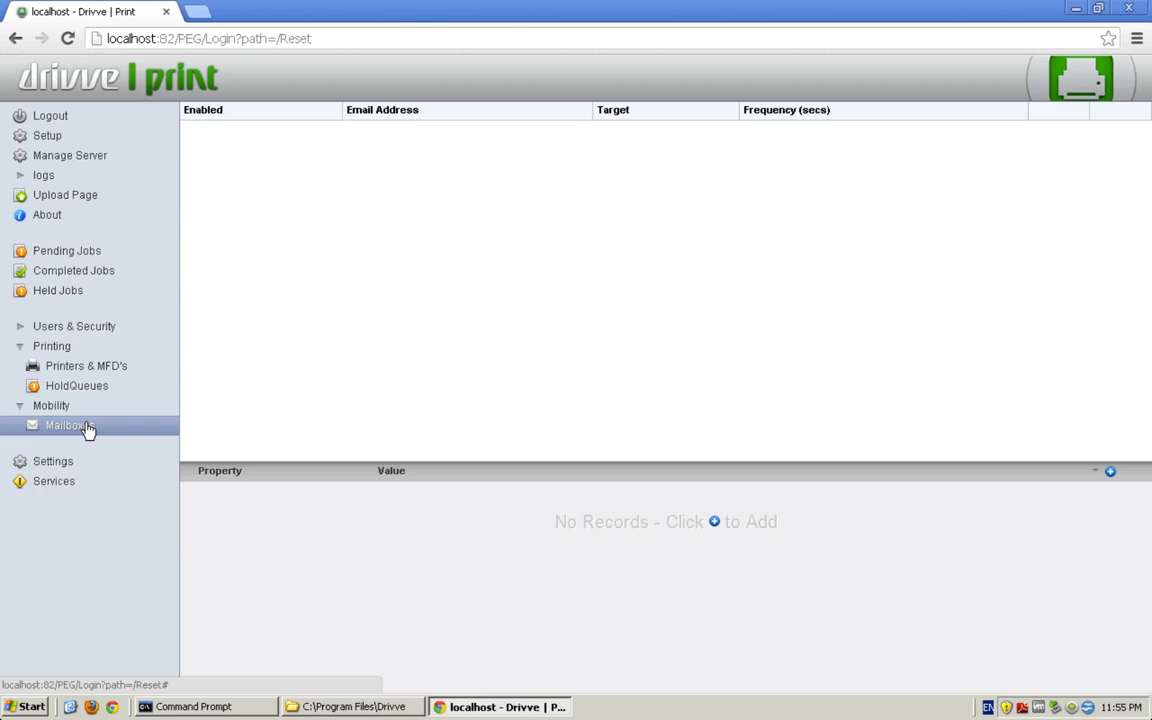 localhost - Drivve | Print
localhost:82/PEG/Login?path=/Reset
drivve | print
Logout
Setup
Manage Server
logs
Upload Page
About
Pending Jobs
Completed Jobs
Held Jobs
Users & Security
Printing
Printers & MFD's
HoldQueues
Mobility
Settings
Services
Enabled Email Address Target Frequency (secs)
Property Value
No Records - Click to Add
localhost:82/PEG/Login?path=/Reset#
Start Command Prompt C:\Program Files\Drivve localhost - Drivve | P... EN 11:55 PM